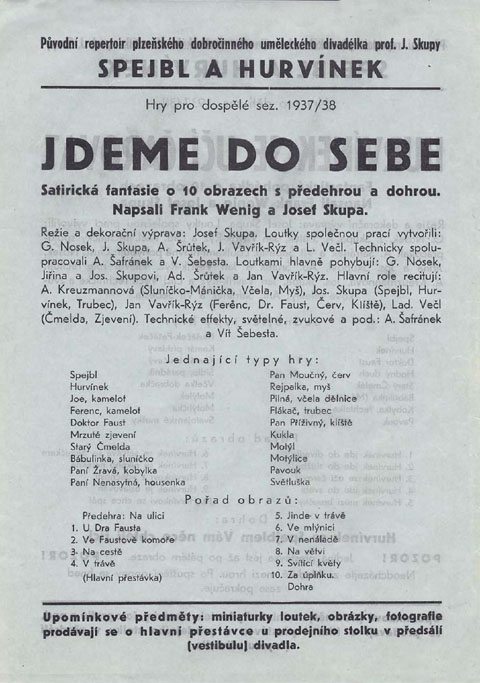 Původní repertoir plzeňského dobročinného uměleckého divadélka prof. J. Skupy
SPEJBL A HURVÍNEK
Hry pro dospělé sez. 1937/38
JDEME DO SEBE
Satirická fantasie o 10 obrazech s předehrou a dohrou.
Napsali Frank Wenig a Josef Skupa.
Režie a dekorační výprava: Josef Skupa. Loutky společnou prací vytvořili:
G. Nosek, J. Skupa, A. Šrůtek, J. Vavřík-Rýz a L. Večl. Technicky spolu-
pracovali A. Šafránek a V. Šebesta. Loutkami hlavně pohybují: G. Nosek,
Jiřina a Jos. Skupovi, Ad. Šrůtek a Jan Vavřík-Rýz. Hlavní role recitují:
A. Kreuzmannová (Sluníčko-Mánička, Včela, Myš), Jos. Skupa (Spejbl, Hur-
vínek, Trubec), Jan Vavřík-Rýz (Ferenc, Dr. Faust, Červ, Klíště), Lad. Večl
(Čmelda, Zjevení). Technické effekty, světelné, zvukové a pod.: A. Šafránek
a Vít Šebesta.
Jednající typy hry:
Spejbl
Hurvínek
Joe, kamelot
Ferenc, kamelot
Doktor Faust
Mrzuté zjevení
Starý Čmelda
Bábulinka, sluníčko
Paní Žravá, kobylka
Paní Nenasytná, housenka
Pan Moučný, červ
Rejpalka, myš
Pilná, včela dělnice
Flákač, trubec
Pan Příživný, klíště
Kukla
Motýl
Motýlice
Pavouk
Světluška
Pořad obrazů:
Předehra: Na ulici
1. U Dra Fausta
2. Ve Faustově komoře
3. Na cestě
4. V trávě
(Hlavní přestávka)
5. Jinde v trávě
6. Ve mlýnici
7. V nenáladě
8. Na větvi
9. Svítící květy
10. Za úplňku.
Dohra
Upomínkové předměty: miniaturky loutek, obrázky, fotografie
prodávají se o hlavní přestávce u prodejního stolku v předsálí
(vestibulu) divadla.